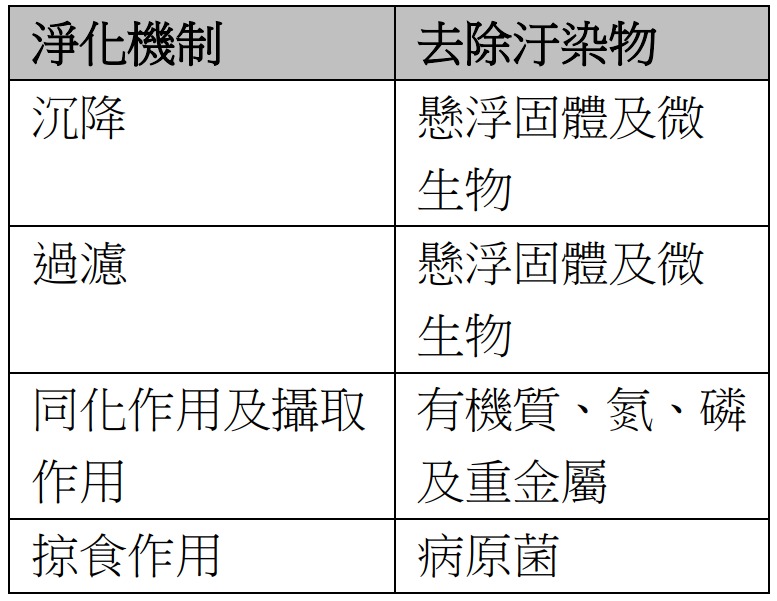 淨化機制
去除汙染物
沉降
懸浮固體及微
生物
過濾
懸浮固體及微
生物
同化作用及攝取
作用
有機質、氮、磷
及重金屬
掠食作用
病原菌